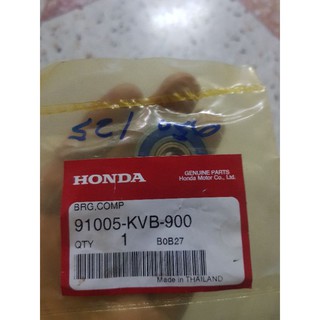 HONDA
GENUINE PARTS
Honda Motor Co., Ltd.
BRG,COMP
91005-KVB-900
QTY 1 B0B27
Made in THAILAND